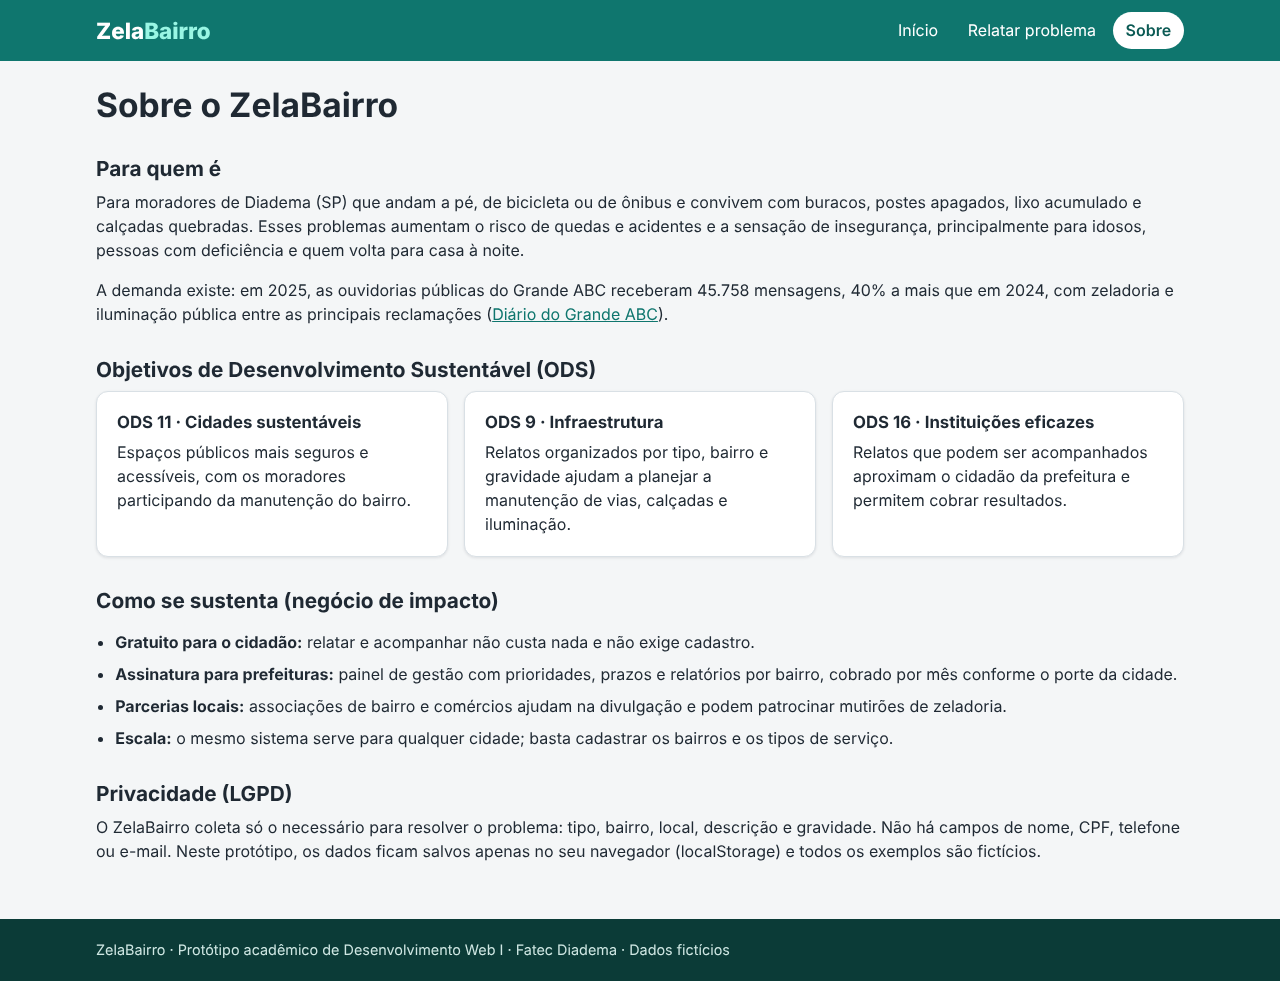 ZelaBairro
Início
Relatar problema
Sobre
Sobre o ZelaBairro
Para quem é
Para moradores de Diadema (SP) que andam a pé, de bicicleta ou de ônibus e convivem com buracos, postes apagados, lixo acumulado e
calçadas quebradas. Esses problemas aumentam o risco de quedas e acidentes e a sensação de insegurança, principalmente para idosos,
pessoas com deficiência e quem volta para casa à noite.
A demanda existe: em 2025, as ouvidorias públicas do Grande ABC receberam 45.758 mensagens, 40% a mais que em 2024, com zeladoria e
iluminação pública entre as principais reclamações (Diário do Grande ABC).
Objetivos de Desenvolvimento Sustentável (ODS)
ODS 11 · Cidades sustentáveis
Espaços públicos mais seguros e
acessíveis, com os moradores
participando da manutenção do bairro.
ODS 9 · Infraestrutura
Relatos organizados por tipo, bairro e
gravidade ajudam a planejar a
manutenção de vias, calçadas e
iluminação.
ODS 16 · Instituições eficazes
Relatos que podem ser acompanhados
aproximam o cidadão da prefeitura e
permitem cobrar resultados.
Como se sustenta (negócio de impacto)
• Gratuito para o cidadão: relatar e acompanhar não custa nada e não exige cadastro.
• Assinatura para prefeituras: painel de gestão com prioridades, prazos e relatórios por bairro, cobrado por mês conforme o porte da cidade.
• Parcerias locais: associações de bairro e comércios ajudam na divulgação e podem patrocinar mutirões de zeladoria.
• Escala: o mesmo sistema serve para qualquer cidade; basta cadastrar os bairros e os tipos de serviço.
Privacidade (LGPD)
O ZelaBairro coleta só o necessário para resolver o problema: tipo, bairro, local, descrição e gravidade. Não há campos de nome, CPF, telefone
ou e-mail. Neste protótipo, os dados ficam salvos apenas no seu navegador (localStorage) e todos os exemplos são fictícios.
ZelaBairro · Protótipo acadêmico de Desenvolvimento Web I · Fatec Diadema · Dados fictícios